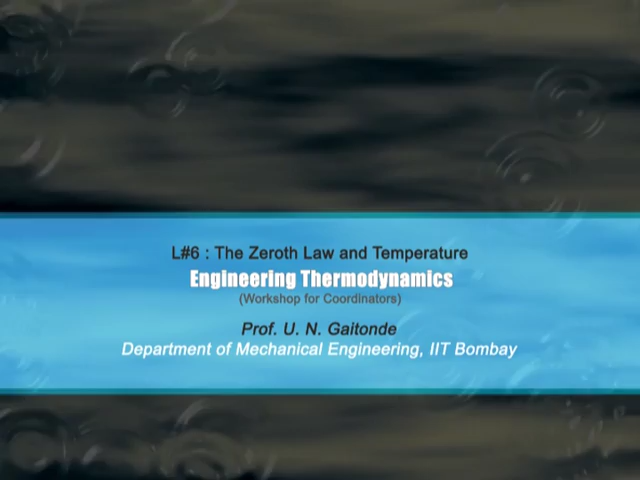 L#6 : The Zeroth Law and Temperature
Engineering Thermodynamics
(Workshop for Coordinators)
Prof. U. N. Gaitonde
Department of Mechanical Engineering, IIT Bombay